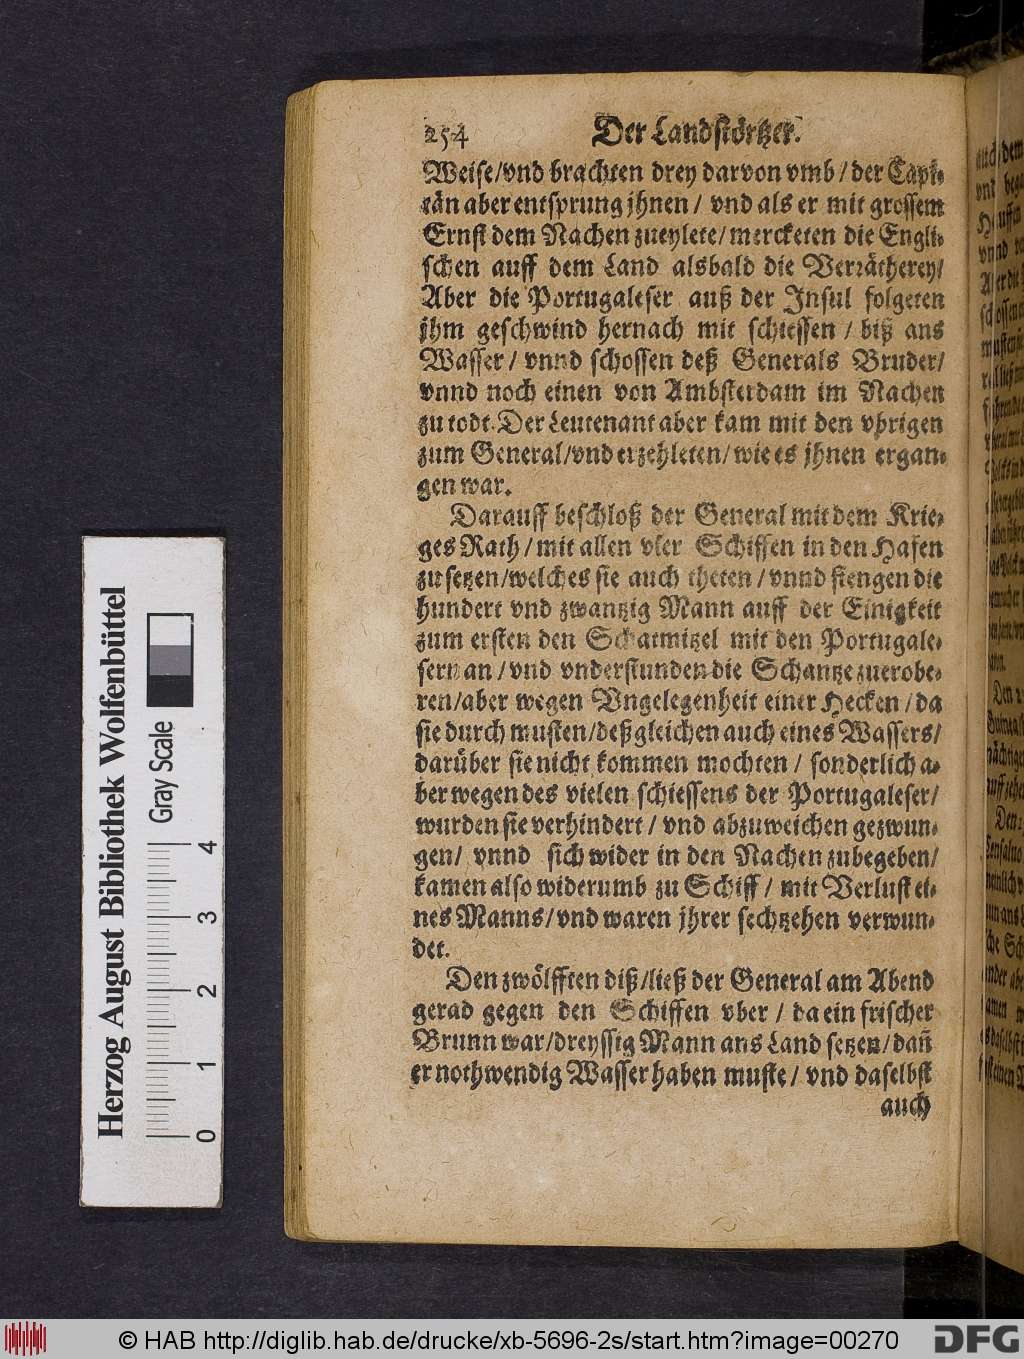 254 Der Landstörtzer.
Weise/vnd brachten drey darvon vmb / der Capi-
tän aber entsprung jhnen / vnd als er mit grossem
Ernst dem Nachen zueylete/mercketen die Engli-
schen auff dem Land alsbald die Verrätherey/
Aber die Portugaleser auß der Insul folgeten
jhm geschwind hernach mit schiessen / biß ans
Wasser / vnnd schossen deß Generals Bruder/
vnnd noch einen von Ambsterdam im Nachen
zu todt. Der Leutenant aber kam mit den vbrigen
zum General/vnd erzehleten/wie es jhnen ergan-
gen war.
Darauff beschloß der General mit dem Krie-
ges Rath / mit allen vier Schiffen in den Hafen
zu setzen/welches sie auch theten / vnnd fiengen die
hundert vnd zwantzig Mann auff der Einigkeit
zum ersten den Scharmitzel mit den Portugale-
sern an / vnd vnderstunden die Schantze zuerobe-
ren/aber wegen Vngelegenheit einer Hecken / da
sie durch musten/deßgleichen auch eines Wassers/
darüber sie nicht kommen mochten / sonderlich a-
ber wegen des vielen schiessens der Portugaleser/
wurden sie verhindert / vnd abzuweichen gezwun-
gen/ vnnd sich wider in den Nachen zubegeben/
kamen also widerumb zu Schiff / mit Verlust ei-
nes Manns/vnd waren jhrer sechtzehen verwun-
det.
Den zwölfften diß/ließ der General am Abend
gerad gegen den Schiffen vber / da ein frischer
Brunn war/dreyssig Mann ans Land setzen/dañ
er nothwendig Wasser haben muste / vnd daselbst
auch
Herzog August Bibliothek Wolfenbüttel
Gray Scale
0 1 2 3 4
© HAB http://diglib.hab.de/drucke/xb-5696-2s/start.htm?image=00270
DFG